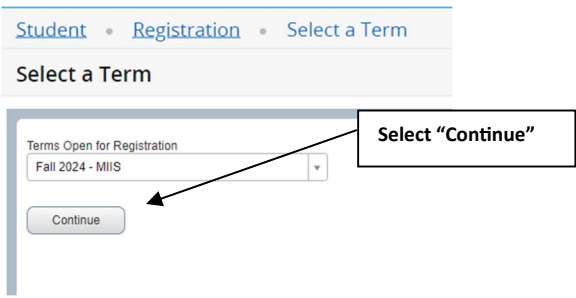 Student • Registration • Select a Term
Select a Term
Select “Continue”
Terms Open for Registration
Fall 2024 - MIIS
Continue